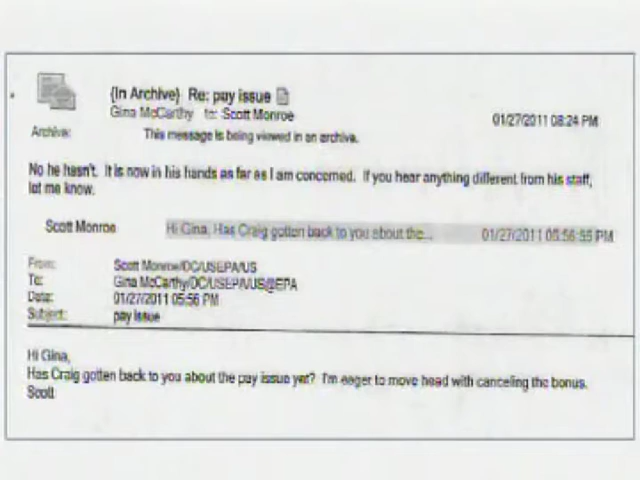 {In Archive} Re: pay issue
Gina McCarthy to: Scott Monroe 01/27/2011 08:24 PM
Archive: This message is being viewed in an archive.
No he hasn't. It is now in his hands as far as I am concerned. If you hear anything different from his staff,
let me know.
Scott Monroe Hi Gina, Has Craig gotten back to you about the... 01/27/2011 05:56:55 PM
From: Scott Monroe/DC/USEPA/US
To: Gina McCarthy/DC/USEPA/US@EPA
Date: 01/27/2011 05:56 PM
Subject: pay issue
Hi Gina,
Has Craig gotten back to you about the pay issue yet? I'm eager to move head with canceling the bonus.
Scott